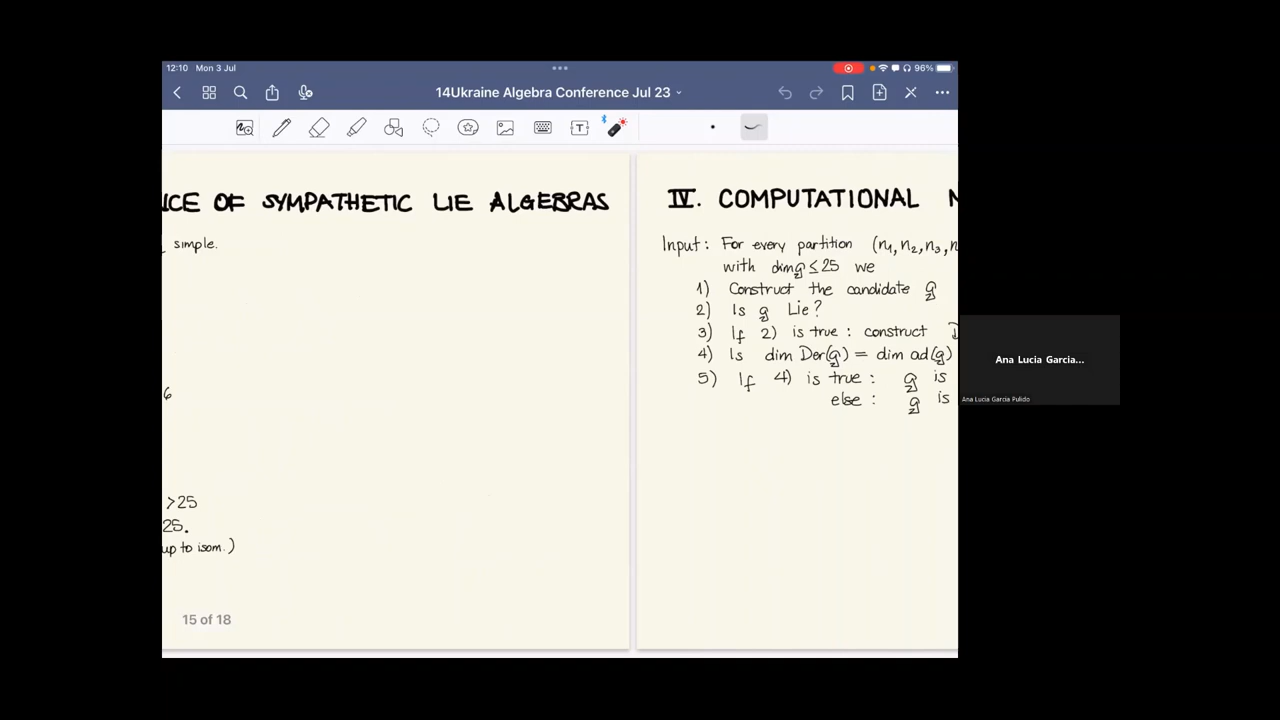 12:10 Mon 3 Jul
96%
14Ukraine Algebra Conference Jul 23
ICE OF SYMPATHETIC LIE ALGEBRAS
simple.
6
>25
25.
up to isom.)
15 of 18
IV. COMPUTATIONAL
Input: For every partition (n₁, n₂, n₃, n
with dim g ≤ 25 we
1) Construct the candidate g
2) Is g Lie?
3) If 2) is true: construct D
4) Is dim Der(g) = dim ad(g)
5) If 4) is true: g is
else: g is
Ana Lucia Garcia...
Ana Lucia Garcia Pulido